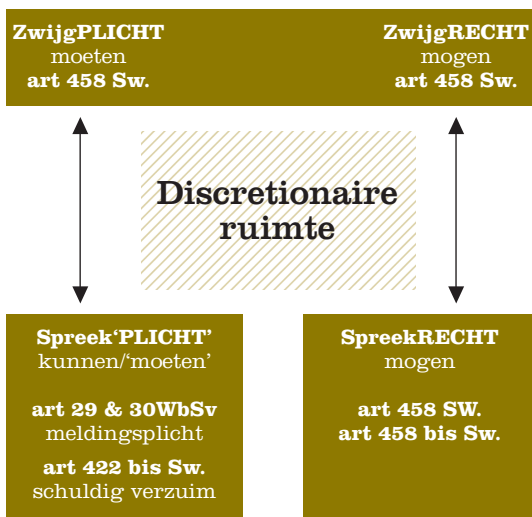 ZwijgPLICHT
moeten
art 458 Sw.
ZwijgRECHT
mogen
art 458 Sw.
Discretionaire
ruimte
Spreek‘PLICHT’
kunnen/‘moeten’
art 29 & 30WbSv
meldingsplicht
art 422 bis Sw.
schuldig verzuim
SpreekRECHT
mogen
art 458 SW.
art 458 bis Sw.